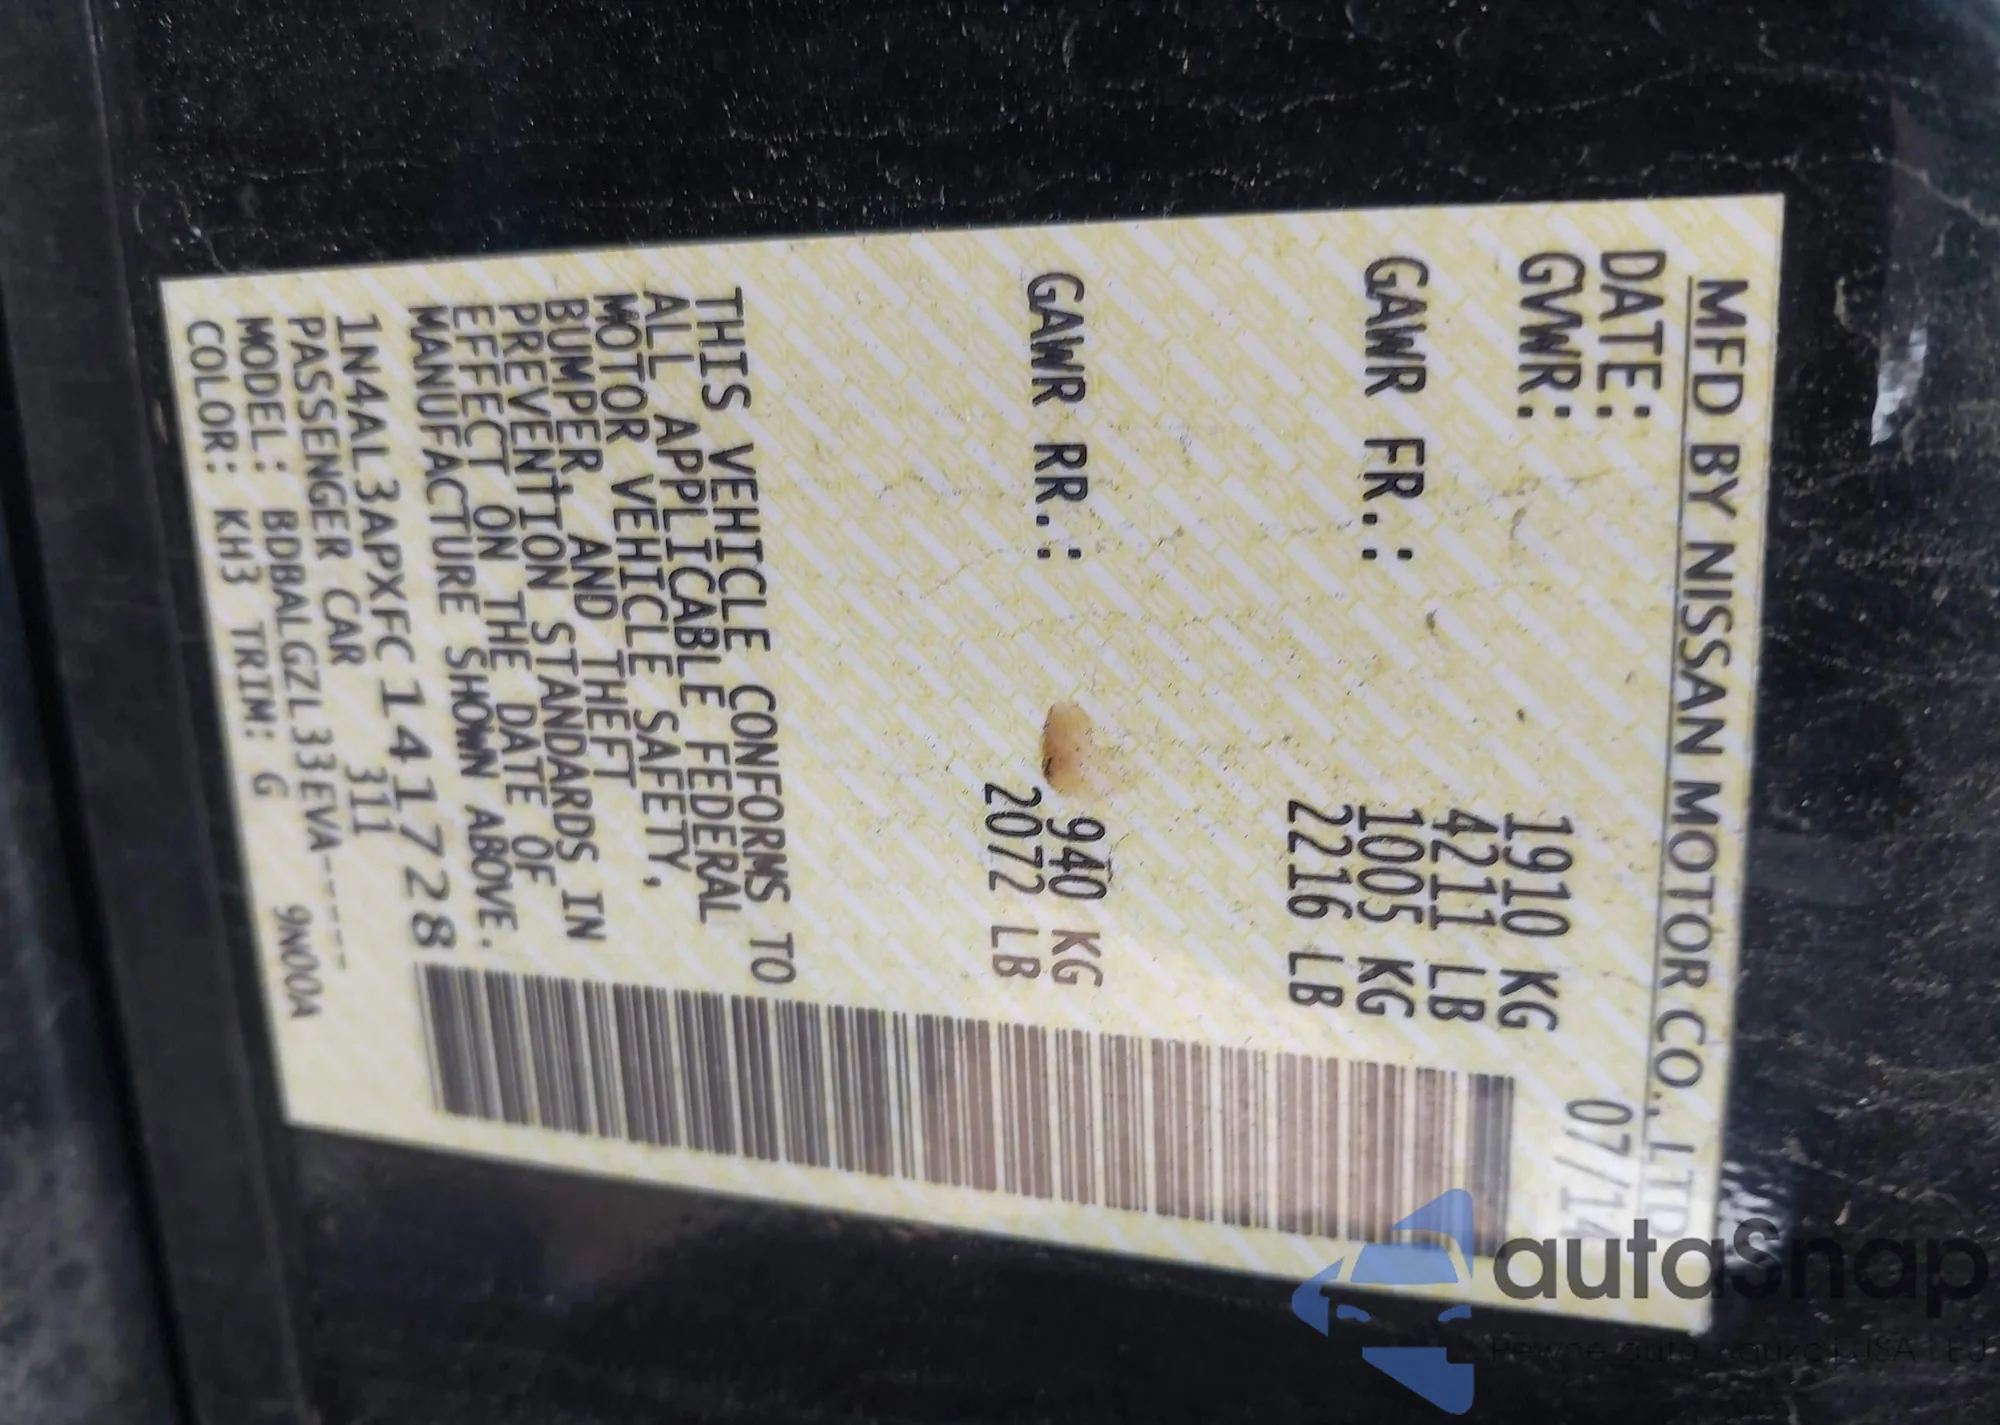 MFD BY NISSAN MOTOR CO., LTD
DATE: 07/14
GVWR: 1910 KG
4211 LB
GAWR FR.: 1005 KG
2216 LB
GAWR RR.: 940 KG
2072 LB
THIS VEHICLE CONFORMS TO
ALL APPLICABLE FEDERAL
MOTOR VEHICLE SAFETY,
BUMPER, AND THEFT
PREVENTION STANDARDS IN
EFFECT ON THE DATE OF
MANUFACTURE SHOWN ABOVE.
1N4AL3APXFC141728
PASSENGER CAR 311
MODEL: BDBALGZL33EVA-----
COLOR: KH3 TRIM: G 9N00A
autaSnap